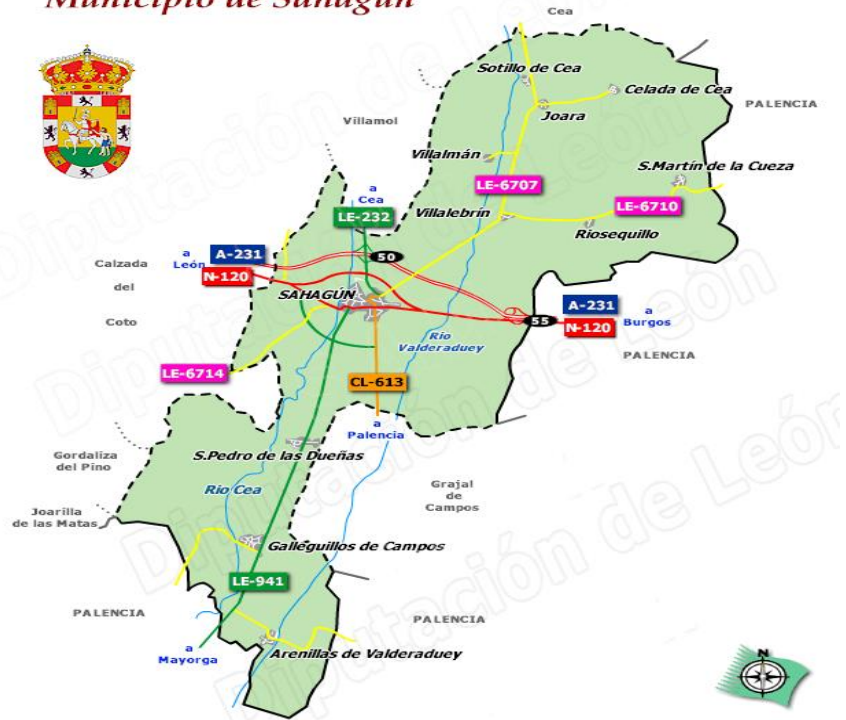 Municipio de Sahagún
Cea
Sotillo de Cea
Celada de Cea
PALENCIA
Joara
Villamol
Villalmán
S.Martín de la Cueza
LE-6707
a
Cea
LE-232
Villalebrín
LE-6710
Riosequillo
a
León
A-231
N-120
50
Calzada
del
Coto
SAHAGÚN
A-231
N-120
55
a
Burgos
Río
Valderaduey
PALENCIA
LE-6714
CL-613
a
Palencia
S.Pedro de las Dueñas
Gordaliza
del Pino
Río Cea
Grajal
de
Campos
Joarilla
de las Matas
Galleguillos de Campos
LE-941
PALENCIA
PALENCIA
a
Mayorga
Arenillas de Valderaduey
N
Diputación de León
Diputación de León
Diputación de León
Diputación de León